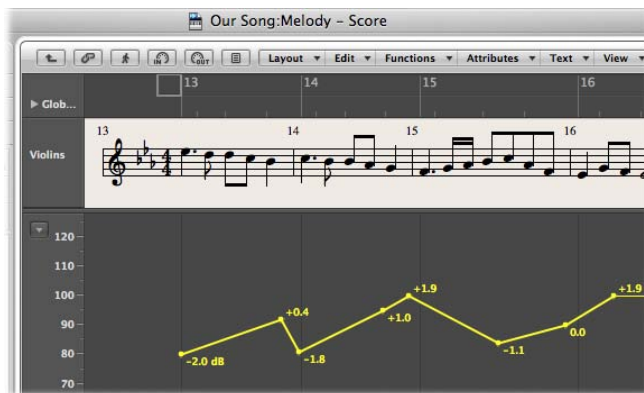 Our Song:Melody – Score
IN OUT Layout Edit Functions Attributes Text View
13 14 15 16
Glob...
13 14 15 16
Violins
120
110
100 +1.9 +1.9
90 +0.4 +1.0 0.0
80 -2.0 dB -1.8 -1.1
70